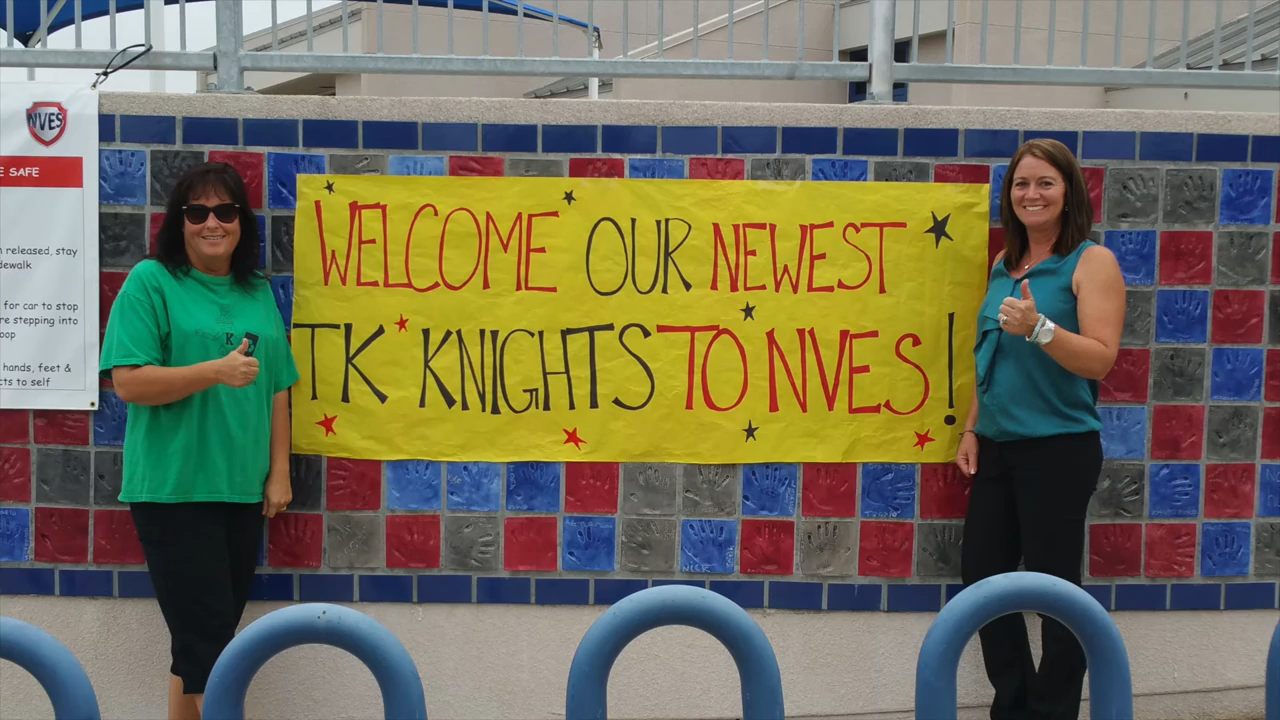 NVES
E SAFE
n released, stay
dewalk
for car to stop
re stepping into
oop
hands, feet &
cts to self
WELCOME OUR NEWEST
TK KNIGHTS TO NVES!
K